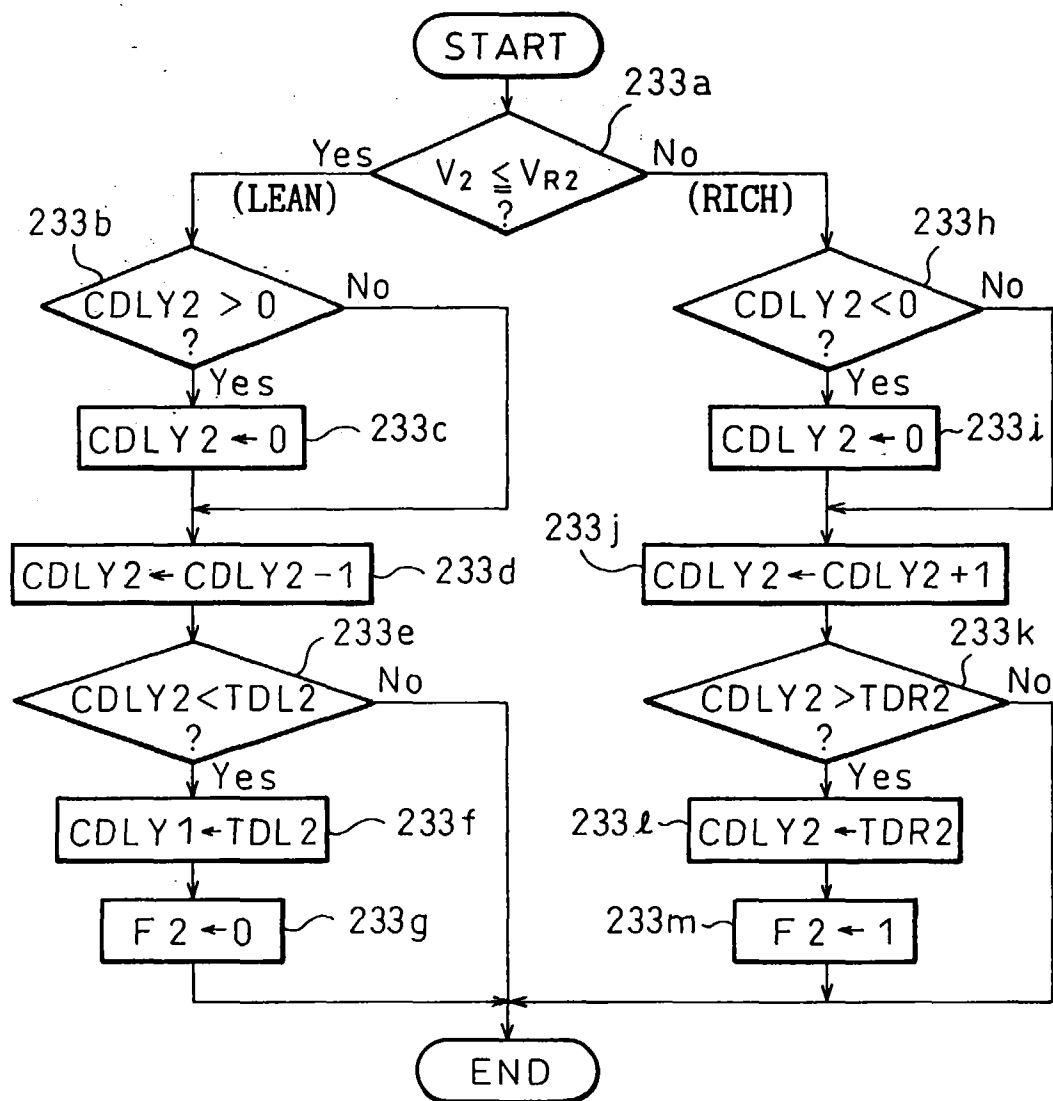 START
233a
V2 ≦ VR2
?
Yes
(LEAN)
No
(RICH)
233b
CDLY2 > 0
?
No
Yes
CDLY2 ← 0
233c
CDLY2 ← CDLY2 - 1
233d
233e
CDLY2 < TDL2
?
No
Yes
CDLY1 ← TDL2
233f
F2 ← 0
233g
233h
CDLY2 < 0
?
No
Yes
CDLY2 ← 0
233i
233j
CDLY2 ← CDLY2 + 1
233k
CDLY2 > TDR2
?
No
Yes
233ℓ
CDLY2 ← TDR2
233m
F2 ← 1
END